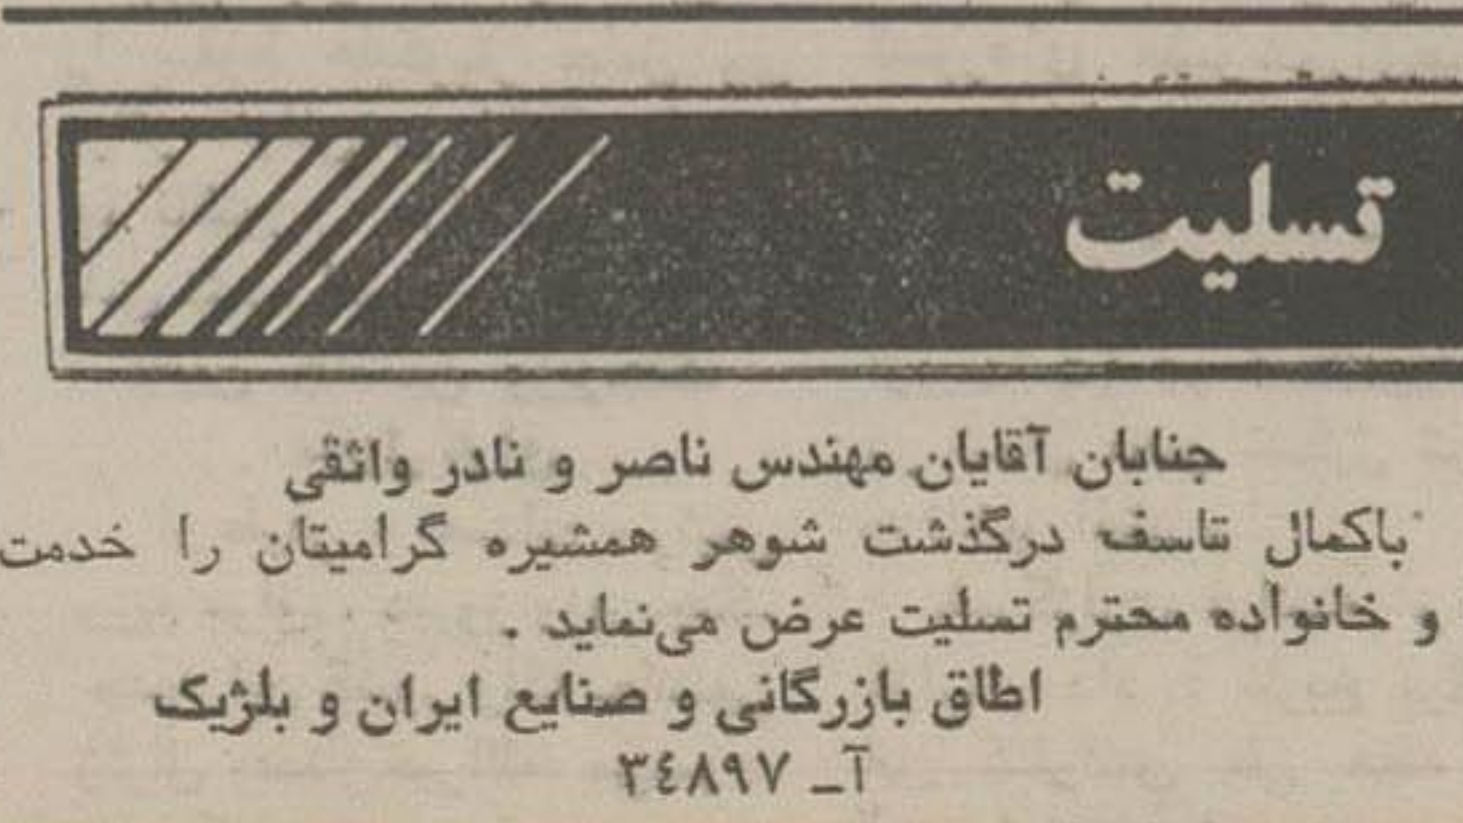 تسلیت
جنابان آقایان مهندس ناصر و نادر واثقی
باکمال تاسف درگذشت شوهر همشیره گرامیتان را خدمت
و خانواده محترم تسلیت عرض می‌نماید .
اطاق بازرگانی و صنایع ایران و بلژیک
آ_ ۳٤۸۹۷